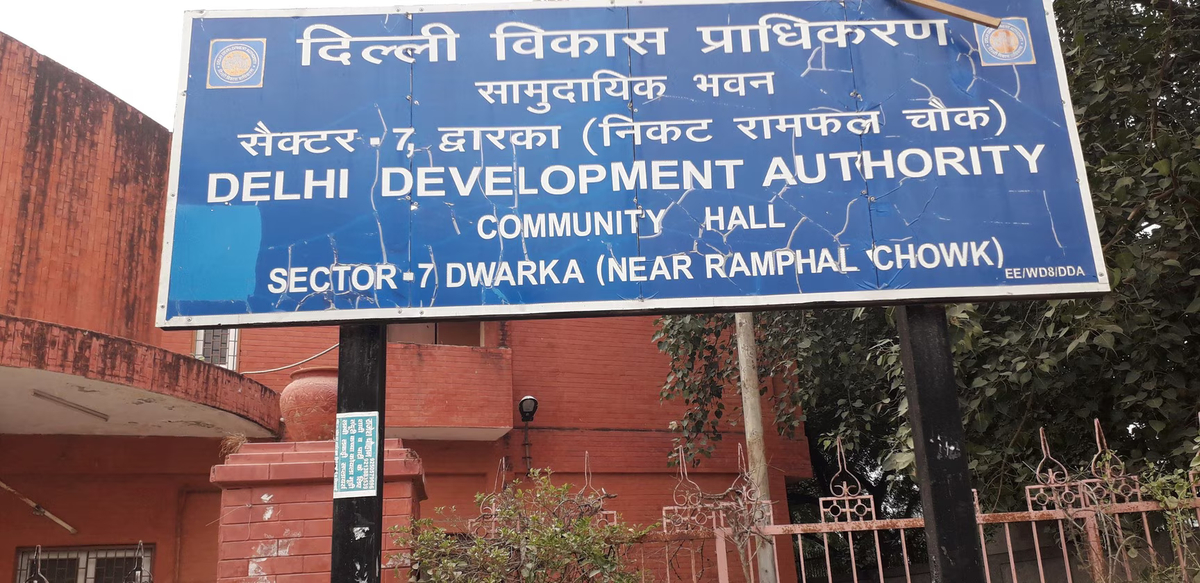 दिल्ली विकास प्राधिकरण
सामुदायिक भवन
सैक्टर - 7, द्वारका (निकट रामफल चौक)
DELHI DEVELOPMENT AUTHORITY
COMMUNITY HALL
SECTOR - 7 DWARKA (NEAR RAMPHAL CHOWK)
EE/WD8/DDA